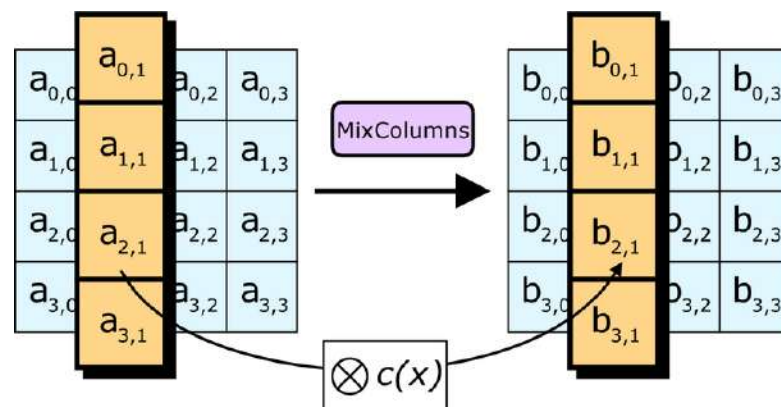 a0,0 a0,1 a0,2 a0,3
a1,0 a1,1 a1,2 a1,3
a2,0 a2,1 a2,2 a2,3
a3,0 a3,1 a3,2 a3,3
MixColumns
b0,0 b0,1 b0,2 b0,3
b1,0 b1,1 b1,2 b1,3
b2,0 b2,1 b2,2 b2,3
b3,0 b3,1 b3,2 b3,3
⊗ c(x)